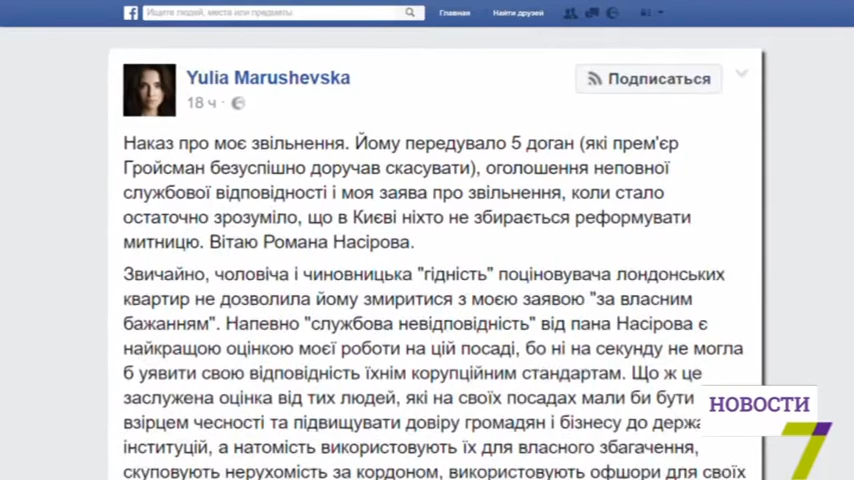 Ищите людей, места или предметы
Главная
Найти друзей
Yulia Marushevska
18 ч
Подписаться
Наказ про моє звільнення. Йому передувало 5 доган (які прем'єр
Гройсман безуспішно доручав скасувати), оголошення неповної
службової відповідності і моя заява про звільнення, коли стало
остаточно зрозуміло, що в Києві ніхто не збирається реформувати
митницю. Вітаю Романа Насірова.
Звичайно, чоловіча і чиновницька "гідність" поціновувача лондонських
квартир не дозволила йому змиритися з моєю заявою "за власним
бажанням". Напевно "службова невідповідність" від пана Насірова є
найкращою оцінкою моєї роботи на цій посаді, бо ні на секунду не могла
б уявити свою відповідність їхнім корупційним стандартам. Що ж це
заслужена оцінка від тих людей, які на своїх посадах мали би бути
взірцем чесності та підвищувати довіру громадян і бізнесу до держа
інституцій, а натомість використовують їх для власного збагачення,
скуповують нерухомість за кордоном, використовують офшори для своїх
НОВОСТИ
7